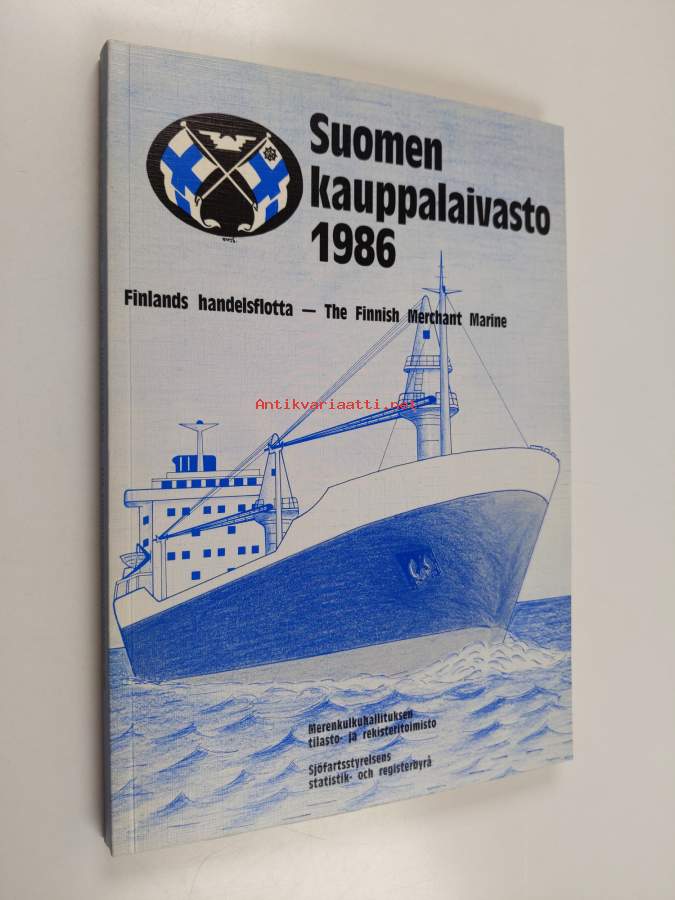 Suomen
kauppalaivasto
1986
Finlands handelsflotta — The Finnish Merchant Marine
Antikvariaatti.net
Merenkulkuhallituksen
tilasto- ja rekisteritoimisto
Sjöfartsstyrelsens
statistik- och registerbyrå